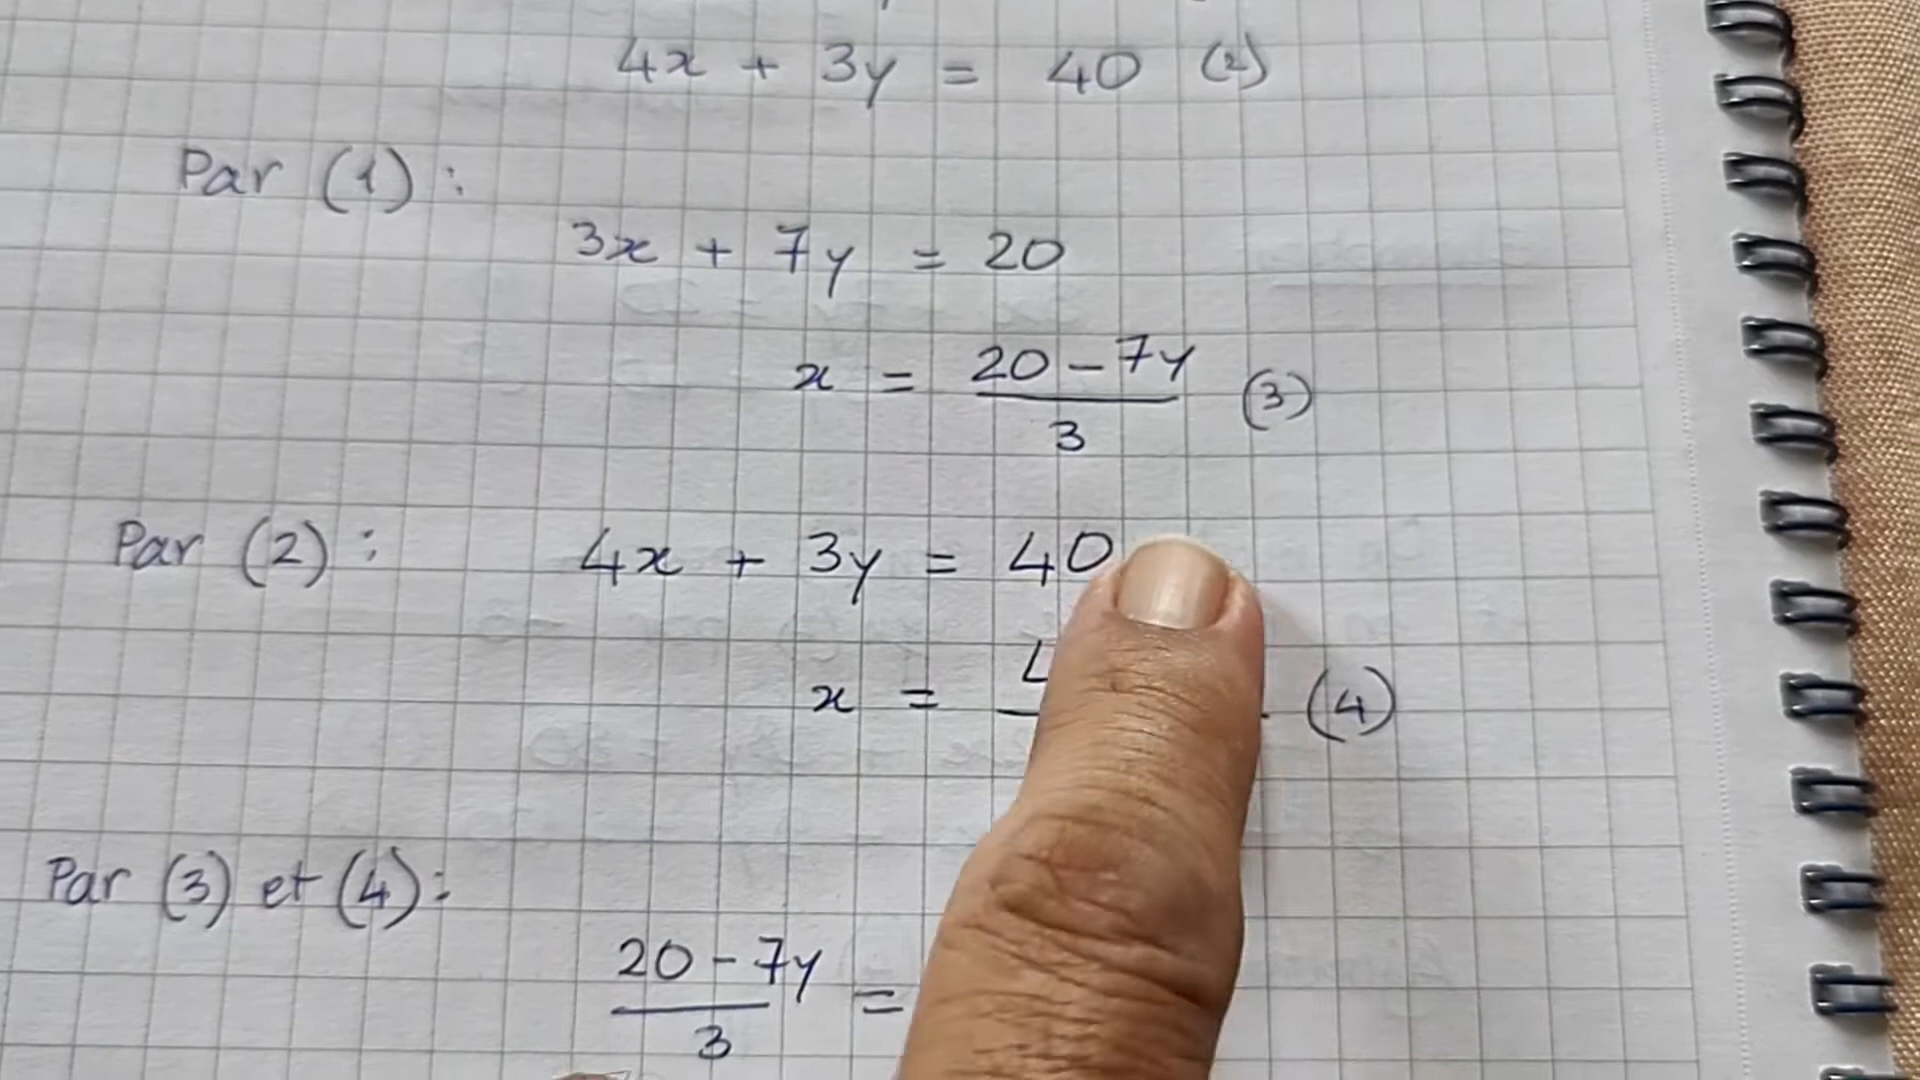 4x + 3y = 40 (2)
Par (1) :
3x + 7y = 20
x = 20 - 7y / 3 (3)
Par (2) : 4x + 3y = 40
x = (4)
Par (3) et (4) :
20 - 7y / 3 =